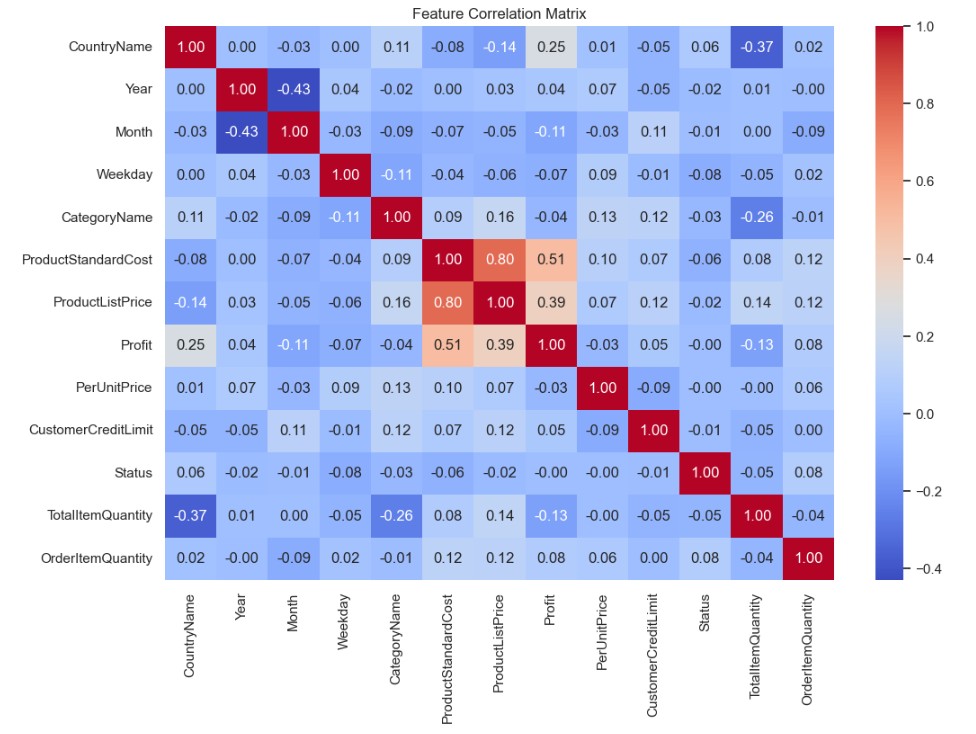 Feature Correlation Matrix
CountryName 1.00 0.00 -0.03 0.00 0.11 -0.08 -0.14 0.25 0.01 -0.05 0.06 -0.37 0.02
Year 0.00 1.00 -0.43 0.04 -0.02 0.00 0.03 0.04 0.07 -0.05 -0.02 0.01 -0.00
Month -0.03 -0.43 1.00 -0.03 -0.09 -0.07 -0.05 -0.11 -0.03 0.11 -0.01 0.00 -0.09
Weekday 0.00 0.04 -0.03 1.00 -0.11 -0.04 -0.06 -0.07 0.09 -0.01 -0.08 -0.05 0.02
CategoryName 0.11 -0.02 -0.09 -0.11 1.00 0.09 0.16 -0.04 0.13 0.12 -0.03 -0.26 -0.01
ProductStandardCost -0.08 0.00 -0.07 -0.04 0.09 1.00 0.80 0.51 0.10 0.07 -0.06 0.08 0.12
ProductListPrice -0.14 0.03 -0.05 -0.06 0.16 0.80 1.00 0.39 0.07 0.12 -0.02 0.14 0.12
Profit 0.25 0.04 -0.11 -0.07 -0.04 0.51 0.39 1.00 -0.03 0.05 -0.00 -0.13 0.08
PerUnitPrice 0.01 0.07 -0.03 0.09 0.13 0.10 0.07 -0.03 1.00 -0.09 -0.00 -0.00 0.06
CustomerCreditLimit -0.05 -0.05 0.11 -0.01 0.12 0.07 0.12 0.05 -0.09 1.00 -0.01 -0.05 0.00
Status 0.06 -0.02 -0.01 -0.08 -0.03 -0.06 -0.02 -0.00 -0.00 -0.01 1.00 -0.05 0.08
TotalItemQuantity -0.37 0.01 0.00 -0.05 -0.26 0.08 0.14 -0.13 -0.00 -0.05 -0.05 1.00 -0.04
OrderItemQuantity 0.02 -0.00 -0.09 0.02 -0.01 0.12 0.12 0.08 0.06 0.00 0.08 -0.04 1.00
CountryName
Year
Month
Weekday
CategoryName
ProductStandardCost
ProductListPrice
Profit
PerUnitPrice
CustomerCreditLimit
Status
TotalItemQuantity
OrderItemQuantity
1.0
0.8
0.6
0.4
0.2
0.0
−0.2
−0.4